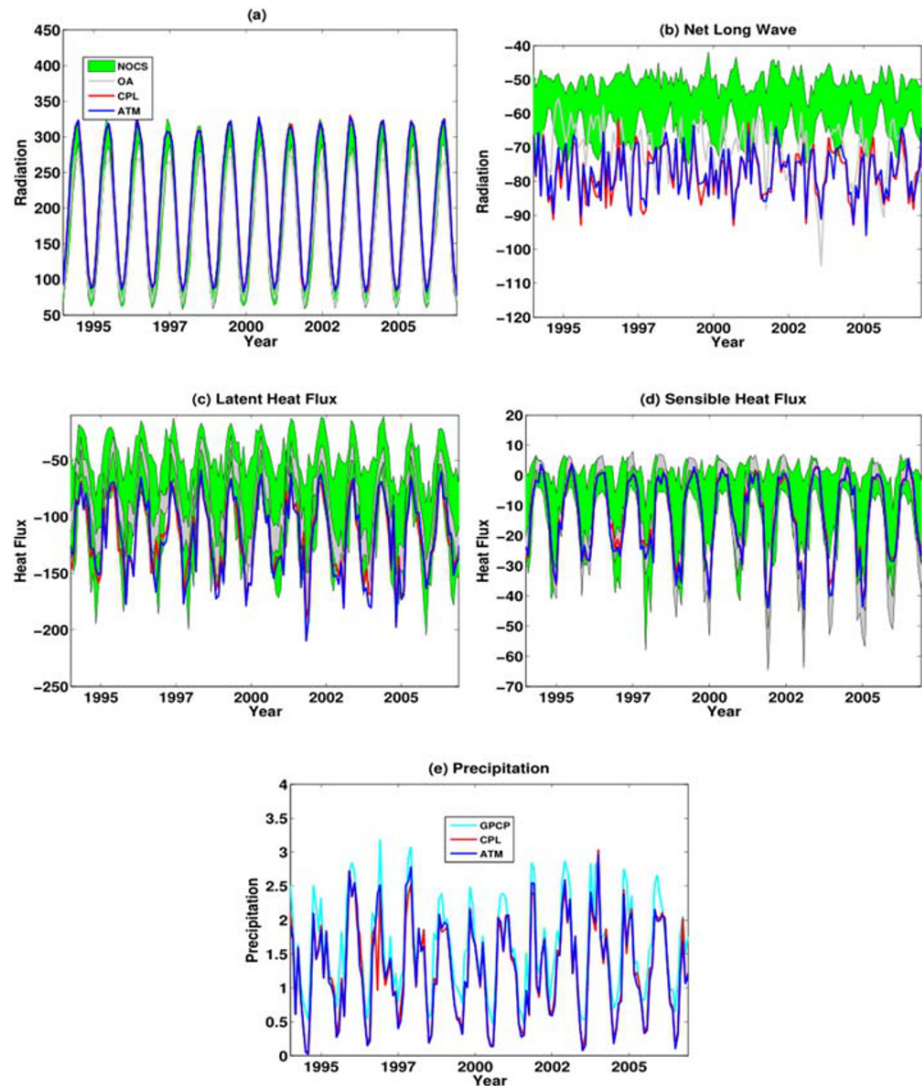 (a)
450
400
350
300
250
200
150
100
50
Radiation
NOCS
OA
CPL
ATM
1995 1997 2000 2002 2005
Year
(b) Net Long Wave
−40
−50
−60
−70
−80
−90
−100
−110
−120
Radiation
1995 1997 2000 2002 2005
Year
(c) Latent Heat Flux
−50
−100
−150
−200
−250
Heat Flux
1995 1997 2000 2002 2005
Year
(d) Sensible Heat Flux
20
10
0
−10
−20
−30
−40
−50
−60
−70
Heat Flux
1995 1997 2000 2002 2005
Year
(e) Precipitation
4
3.5
3
2.5
2
1.5
1
0.5
0
Precipitation
GPCP
CPL
ATM
1995 1997 2000 2002 2005
Year